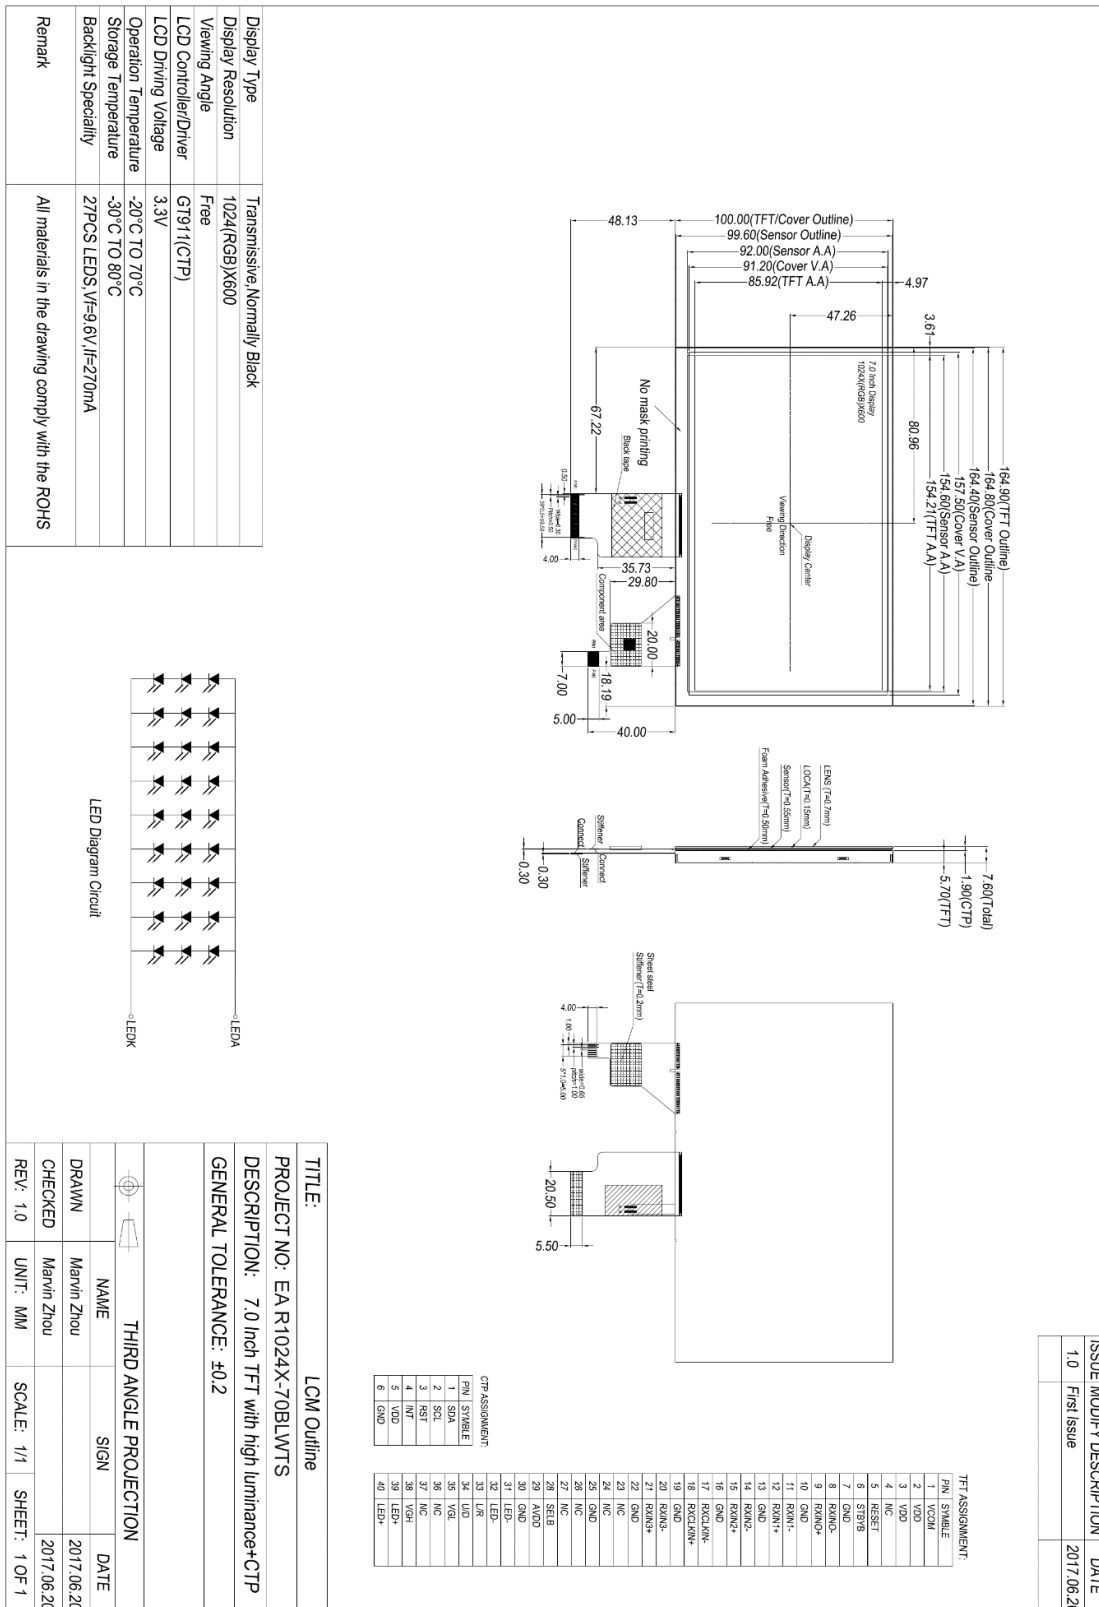 ISSUE MODIFY DESCRIPTION DATE
1.0 First Issue 2017.06.20
164.90(TFT Outline)
164.80(Cover Outline
164.40(Sensor Outline)
157.50(Cover V.A)
154.60(Sensor A.A)
154.21(TFT A.A)
80.96
3.61
7.0 Inch Display
1024X(RGB)X600
100.00(TFT/Cover Outline)
99.60(Sensor Outline)
92.00(Sensor A.A)
91.20(Cover V.A)
85.92(TFT A.A)
4.97
47.26
48.13
Display Center
Viewing Direction
Free
No mask printing
Black tape
67.22
0.50
4.00
35.73
29.80
Component area
20.00
18.19
7.00
5.00
40.00
7.60(Total)
1.90(CTP)
5.70(TFT)
LENS (T=0.7mm)
LOCA(T=0.15mm)
Sensor(T=0.55mm)
Foam Adhesive(T=0.50mm)
Stiffener
Connect
Connect
Stiffener
0.30
0.30
Sheet steel
Stiffener(T=0.2mm)
4.00
1.00
wide=0.65
pitch=1.00
5*1.0=5.00
20.50
5.50
TFT ASSIGNMENT:
PIN SYMBLE
1 VCOM
2 VDD
3 VDD
4 NC
5 RESET
6 STBYB
7 GND
8 RXIN0-
9 RXIN0+
10 GND
11 RXIN1-
12 RXIN1+
13 GND
14 RXIN2-
15 RXIN2+
16 GND
17 RXCLKIN-
18 RXCLKIN+
19 GND
20 RXIN3-
21 RXIN3+
22 GND
23 NC
24 NC
25 GND
26 NC
27 NC
28 SELB
29 AVDD
30 GND
31 LED-
32 LED-
33 L/R
34 U/D
35 VGL
36 NC
37 NC
38 VGH
39 LED+
40 LED+
CTP ASSIGNMENT:
PIN SYMBLE
1 SDA
2 SCL
3 RST
4 INT
5 VDD
6 GND
Display Type Transmissive,Normally Black
Display Resolution 1024(RGB)X600
Viewing Angle Free
LCD Controller/Driver GT911(CTP)
LCD Driving Voltage 3.3V
Operation Temperature -20°C TO 70°C
Storage Temperature -30°C TO 80°C
Backlight Speciality 27PCS LEDS,Vf=9.6V,If=270mA
Remark All materials in the drawing comply with the ROHS
LEDA
LEDK
LED Diagram Circuit
TITLE: LCM Outline
PROJECT NO: EA R1024X-70BLWTS
DESCRIPTION: 7.0 Inch TFT with high luminance+CTP
GENERAL TOLERANCE: ±0.2
THIRD ANGLE PROJECTION
NAME SIGN DATE
DRAWN Marvin Zhou 2017.06.20
CHECKED Marvin Zhou 2017.06.20
REV: 1.0 UNIT: MM SCALE: 1/1 SHEET: 1 OF 1